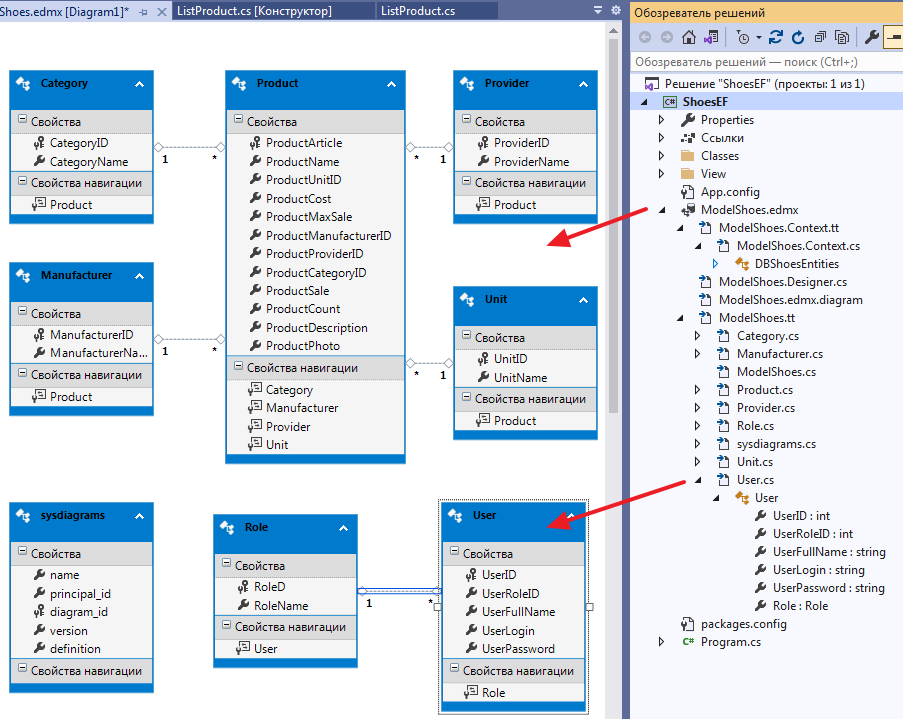 Shoes.edmx [Diagram1]*
ListProduct.cs [Конструктор]
ListProduct.cs
Category
Свойства
CategoryID
CategoryName
Свойства навигации
Product
1
*
Product
Свойства
ProductArticle
ProductName
ProductUnitID
ProductCost
ProductMaxSale
ProductManufacturerID
ProductProviderID
ProductCategoryID
ProductSale
ProductCount
ProductDescription
ProductPhoto
Свойства навигации
Category
Manufacturer
Provider
Unit
*
1
Provider
Свойства
ProviderID
ProviderName
Свойства навигации
Product
Manufacturer
Свойства
ManufacturerID
ManufacturerNa...
Свойства навигации
Product
1
*
*
1
Unit
Свойства
UnitID
UnitName
Свойства навигации
Product
sysdiagrams
Свойства
name
principal_id
diagram_id
version
definition
Свойства навигации
Role
Свойства
RoleD
RoleName
Свойства навигации
User
1
*
User
Свойства
UserID
UserRoleID
UserFullName
UserLogin
UserPassword
Свойства навигации
Role
Обозреватель решений
Обозреватель решений — поиск (Ctrl+;)
Решение "ShoesEF" (проекты: 1 из 1)
C# ShoesEF
Properties
Ссылки
Classes
View
App.config
ModelShoes.edmx
ModelShoes.Context.tt
ModelShoes.Context.cs
DBShoesEntities
ModelShoes.Designer.cs
ModelShoes.edmx.diagram
ModelShoes.tt
Category.cs
Manufacturer.cs
ModelShoes.cs
Product.cs
Provider.cs
Role.cs
sysdiagrams.cs
Unit.cs
User.cs
User
UserID : int
UserRoleID : int
UserFullName : string
UserLogin : string
UserPassword : string
Role : Role
packages.config
C# Program.cs